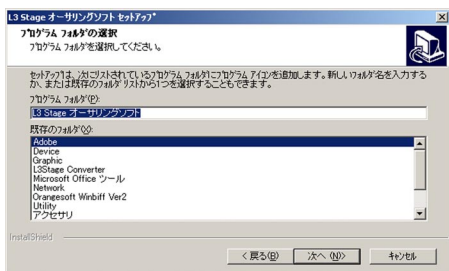 L3 Stage オーサリングソフト セットアップ
プログラム フォルダの選択
プログラム フォルダを選択してください。
セットアップは、次にリストされているプログラム フォルダにプログラム アイコンを追加します。新しいフォルダ名を入力する
か、または既存のフォルダ リストから1つを選択することもできます。
プログラム フォルダ(P):
L3 Stage オーサリングソフト
既存のフォルダ(X):
Adobe
Device
Graphic
L3Stage Converter
Microsoft Office ツール
Network
Orangesoft Winbiff Ver2
Utility
アクセサリ
InstallShield
< 戻る(B)
次へ (N)>
キャンセル